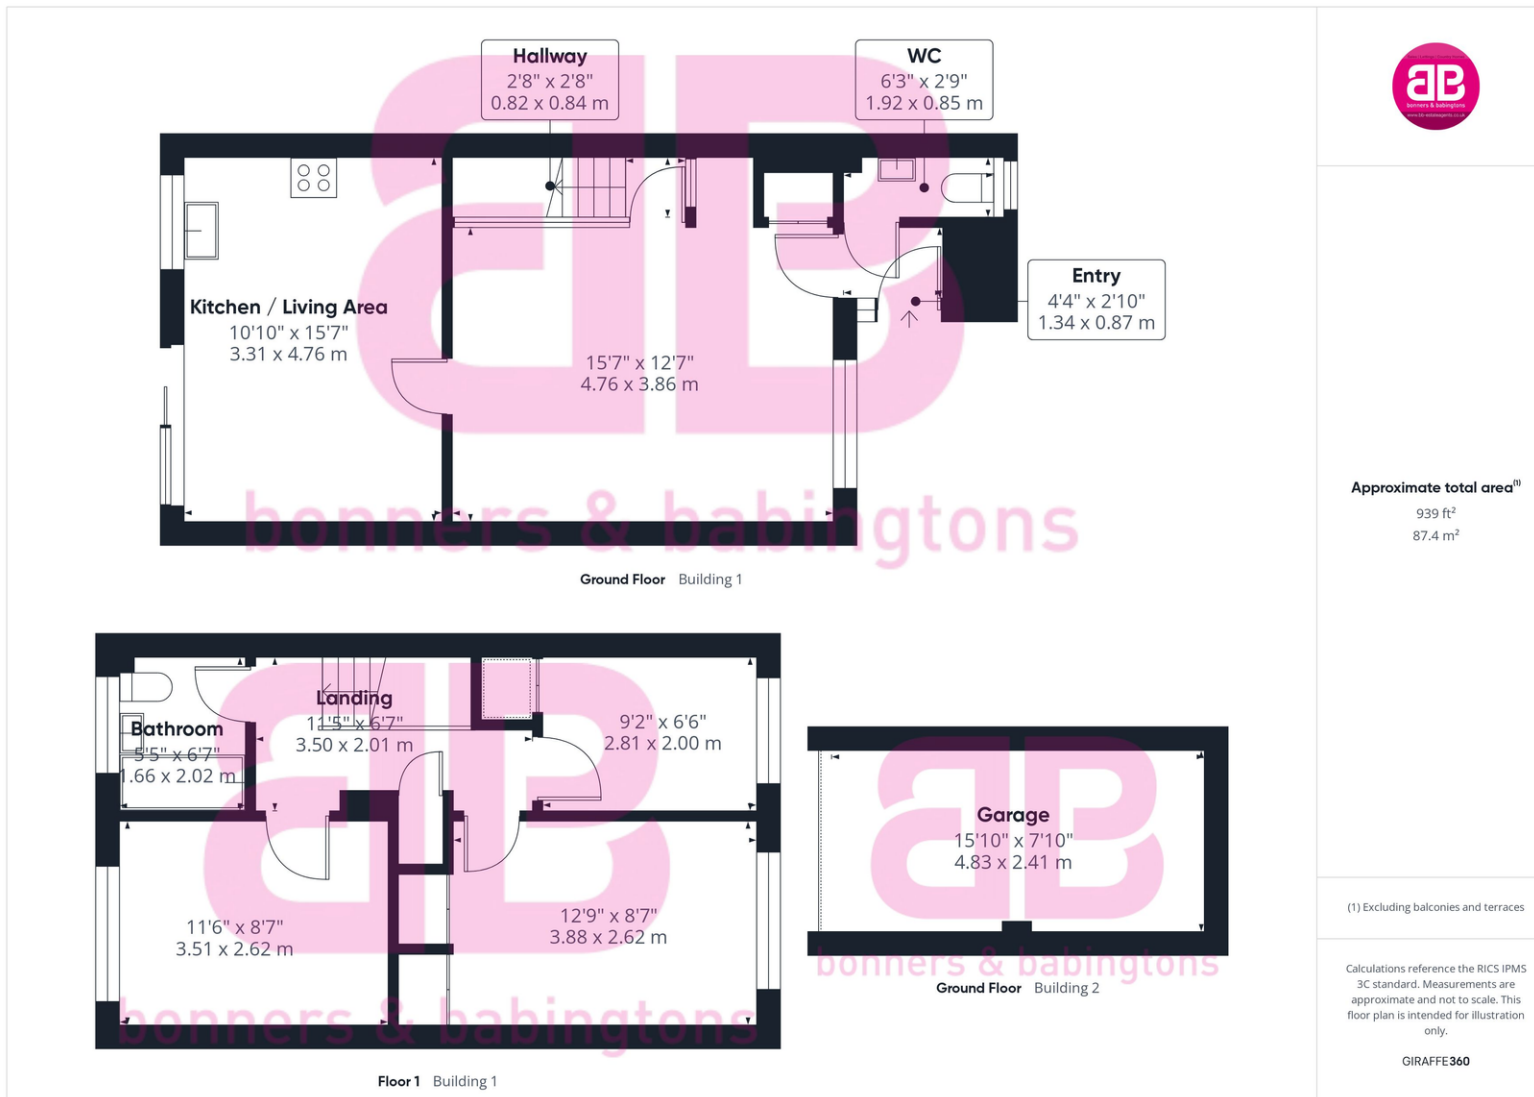 Hallway
2'8" x 2'8"
0.82 x 0.84 m
WC
6'3" x 2'9"
1.92 x 0.85 m
Kitchen / Living Area
10'10" x 15'7"
3.31 x 4.76 m
15'7" x 12'7"
4.76 x 3.86 m
Entry
4'4" x 2'10"
1.34 x 0.87 m
bonners & babingtons
Ground Floor Building 1
Landing
11'5" x 6'7"
3.50 x 2.01 m
Bathroom
5'5" x 6'7"
1.66 x 2.02 m
9'2" x 6'6"
2.81 x 2.00 m
11'6" x 8'7"
3.51 x 2.62 m
12'9" x 8'7"
3.88 x 2.62 m
bonners & babingtons
Floor 1 Building 1
Garage
15'10" x 7'10"
4.83 x 2.41 m
bonners & babingtons
Ground Floor Building 2
bonners & babingtons
Approximate total area(1)
939 ft²
87.4 m²
(1) Excluding balconies and terraces
Calculations reference the RICS IPMS
3C standard. Measurements are
approximate and not to scale. This
floor plan is intended for illustration
only.
GIRAFFE360